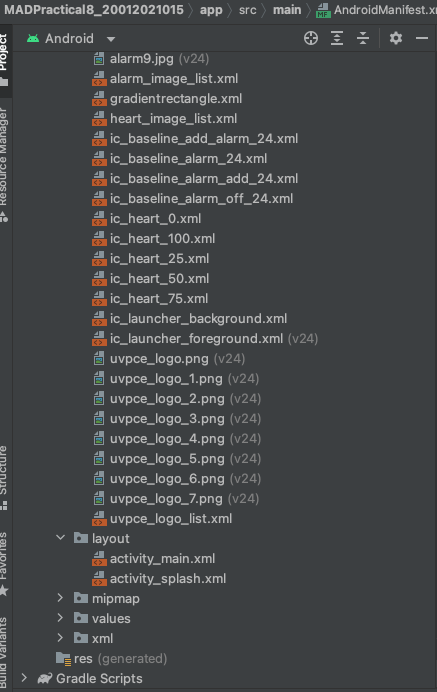 MADPractical8_20012021015 〉 app 〉 src 〉 main 〉 AndroidManifest.x
Project
Android
alarm9.jpg (v24)
alarm_image_list.xml
gradientrectangle.xml
heart_image_list.xml
Resource Manager
ic_baseline_add_alarm_24.xml
ic_baseline_alarm_24.xml
ic_baseline_alarm_add_24.xml
ic_baseline_alarm_off_24.xml
ic_heart_0.xml
ic_heart_100.xml
ic_heart_25.xml
ic_heart_50.xml
ic_heart_75.xml
ic_launcher_background.xml
ic_launcher_foreground.xml (v24)
uvpce_logo.png (v24)
uvpce_logo_1.png (v24)
uvpce_logo_2.png (v24)
uvpce_logo_3.png (v24)
uvpce_logo_4.png (v24)
uvpce_logo_5.png (v24)
Structure
uvpce_logo_6.png (v24)
uvpce_logo_7.png (v24)
uvpce_logo_list.xml
layout
Favorites
activity_main.xml
activity_splash.xml
mipmap
values
xml
Build Variants
res (generated)
Gradle Scripts